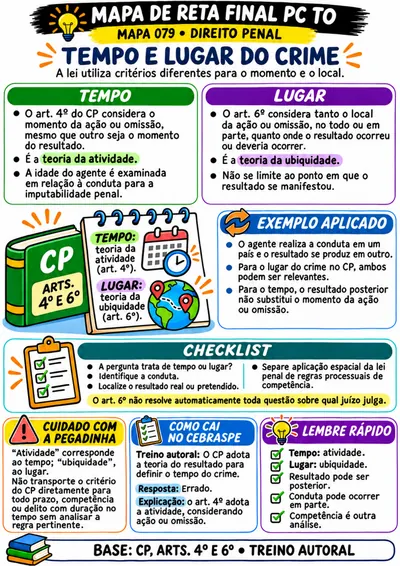 MAPA DE RETA FINAL PC TO
MAPA 079 • DIREITO PENAL
TEMPO E LUGAR DO CRIME
A lei utiliza critérios diferentes para o momento e o local.
TEMPO
• O art. 4º do CP considera o
momento da ação ou omissão,
mesmo que outro seja o momento
do resultado.
• É a teoria da atividade.
• A idade do agente é examinada
em relação à conduta para a
imputabilidade penal.
LUGAR
• O art. 6º considera tanto o local
da ação ou omissão, no todo ou em
parte, quanto onde o resultado ocorreu
ou deveria ocorrer.
• É a teoria da ubiquidade.
• Não se limite ao ponto em que o
resultado se manifestou.
CP
ARTS.
4º E 6º
TEMPO:
teoria da
atividade
(art. 4º).
LUGAR:
teoria da
ubiquidade
(art. 6º).
EXEMPLO APLICADO
• O agente realiza a conduta em um
país e o resultado se produz em outro.
• Para o lugar do crime no CP, ambos
podem ser relevantes.
• Para o tempo, o resultado posterior
não substitui o momento da ação
ou omissão.
CHECKLIST
• A pergunta trata de tempo ou lugar?
• Identifique a conduta.
• Localize o resultado real ou pretendido.
• Separe aplicação espacial da lei
penal de regras processuais de
competência.
O art. 6º não resolve automaticamente toda questão sobre qual juízo julga.
CUIDADO COM
A PEGADINHA
“Atividade” corresponde
ao tempo; “ubiquidade”,
ao lugar.
Não transporte o critério
do CP diretamente para
todo prazo, competência
ou delito com duração no
tempo sem analisar a
regra pertinente.
COMO CAI
NO CEBRASPE
Treino autoral: O CP adota
a teoria do resultado para
definir o tempo do crime.
Resposta: Errado.
Explicação: o art. 4º adota
a atividade, considerando
ação ou omissão.
LEMBRE RÁPIDO
Tempo: atividade.
Lugar: ubiquidade.
Resultado pode ser
posterior.
Conduta pode ocorrer
em parte.
Competência é outra
análise.
BASE: CP, ARTS. 4º E 6º • TREINO AUTORAL